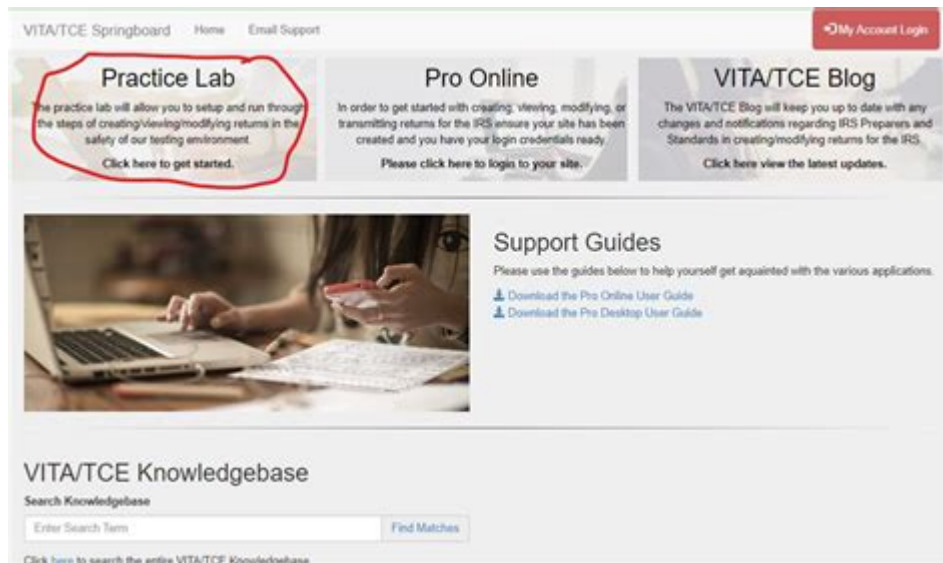 VITA/TCE Springboard Home Email Support
My Account Login
Practice Lab
The practice lab will allow you to setup and run through
the steps of creating/viewing/modifying returns in the
safety of our testing environment.
Click here to get started.
Pro Online
In order to get started with creating, viewing, modifying, or
transmitting returns for the IRS ensure your site has been
created and you have your login credentials ready.
Please click here to login to your site.
VITA/TCE Blog
The VITA/TCE Blog will keep you up to date with any
changes and notifications regarding IRS Preparers and
Standards in creating/modifying returns for the IRS.
Click here view the latest updates.
Support Guides
Please use the guides below to help yourself get aquainted with the various applications.
Download the Pro Online User Guide
Download the Pro Desktop User Guide
VITA/TCE Knowledgebase
Search Knowledgebase
Enter Search Term Find Matches
Click here to search the entire VITA/TCE Knowledgebase